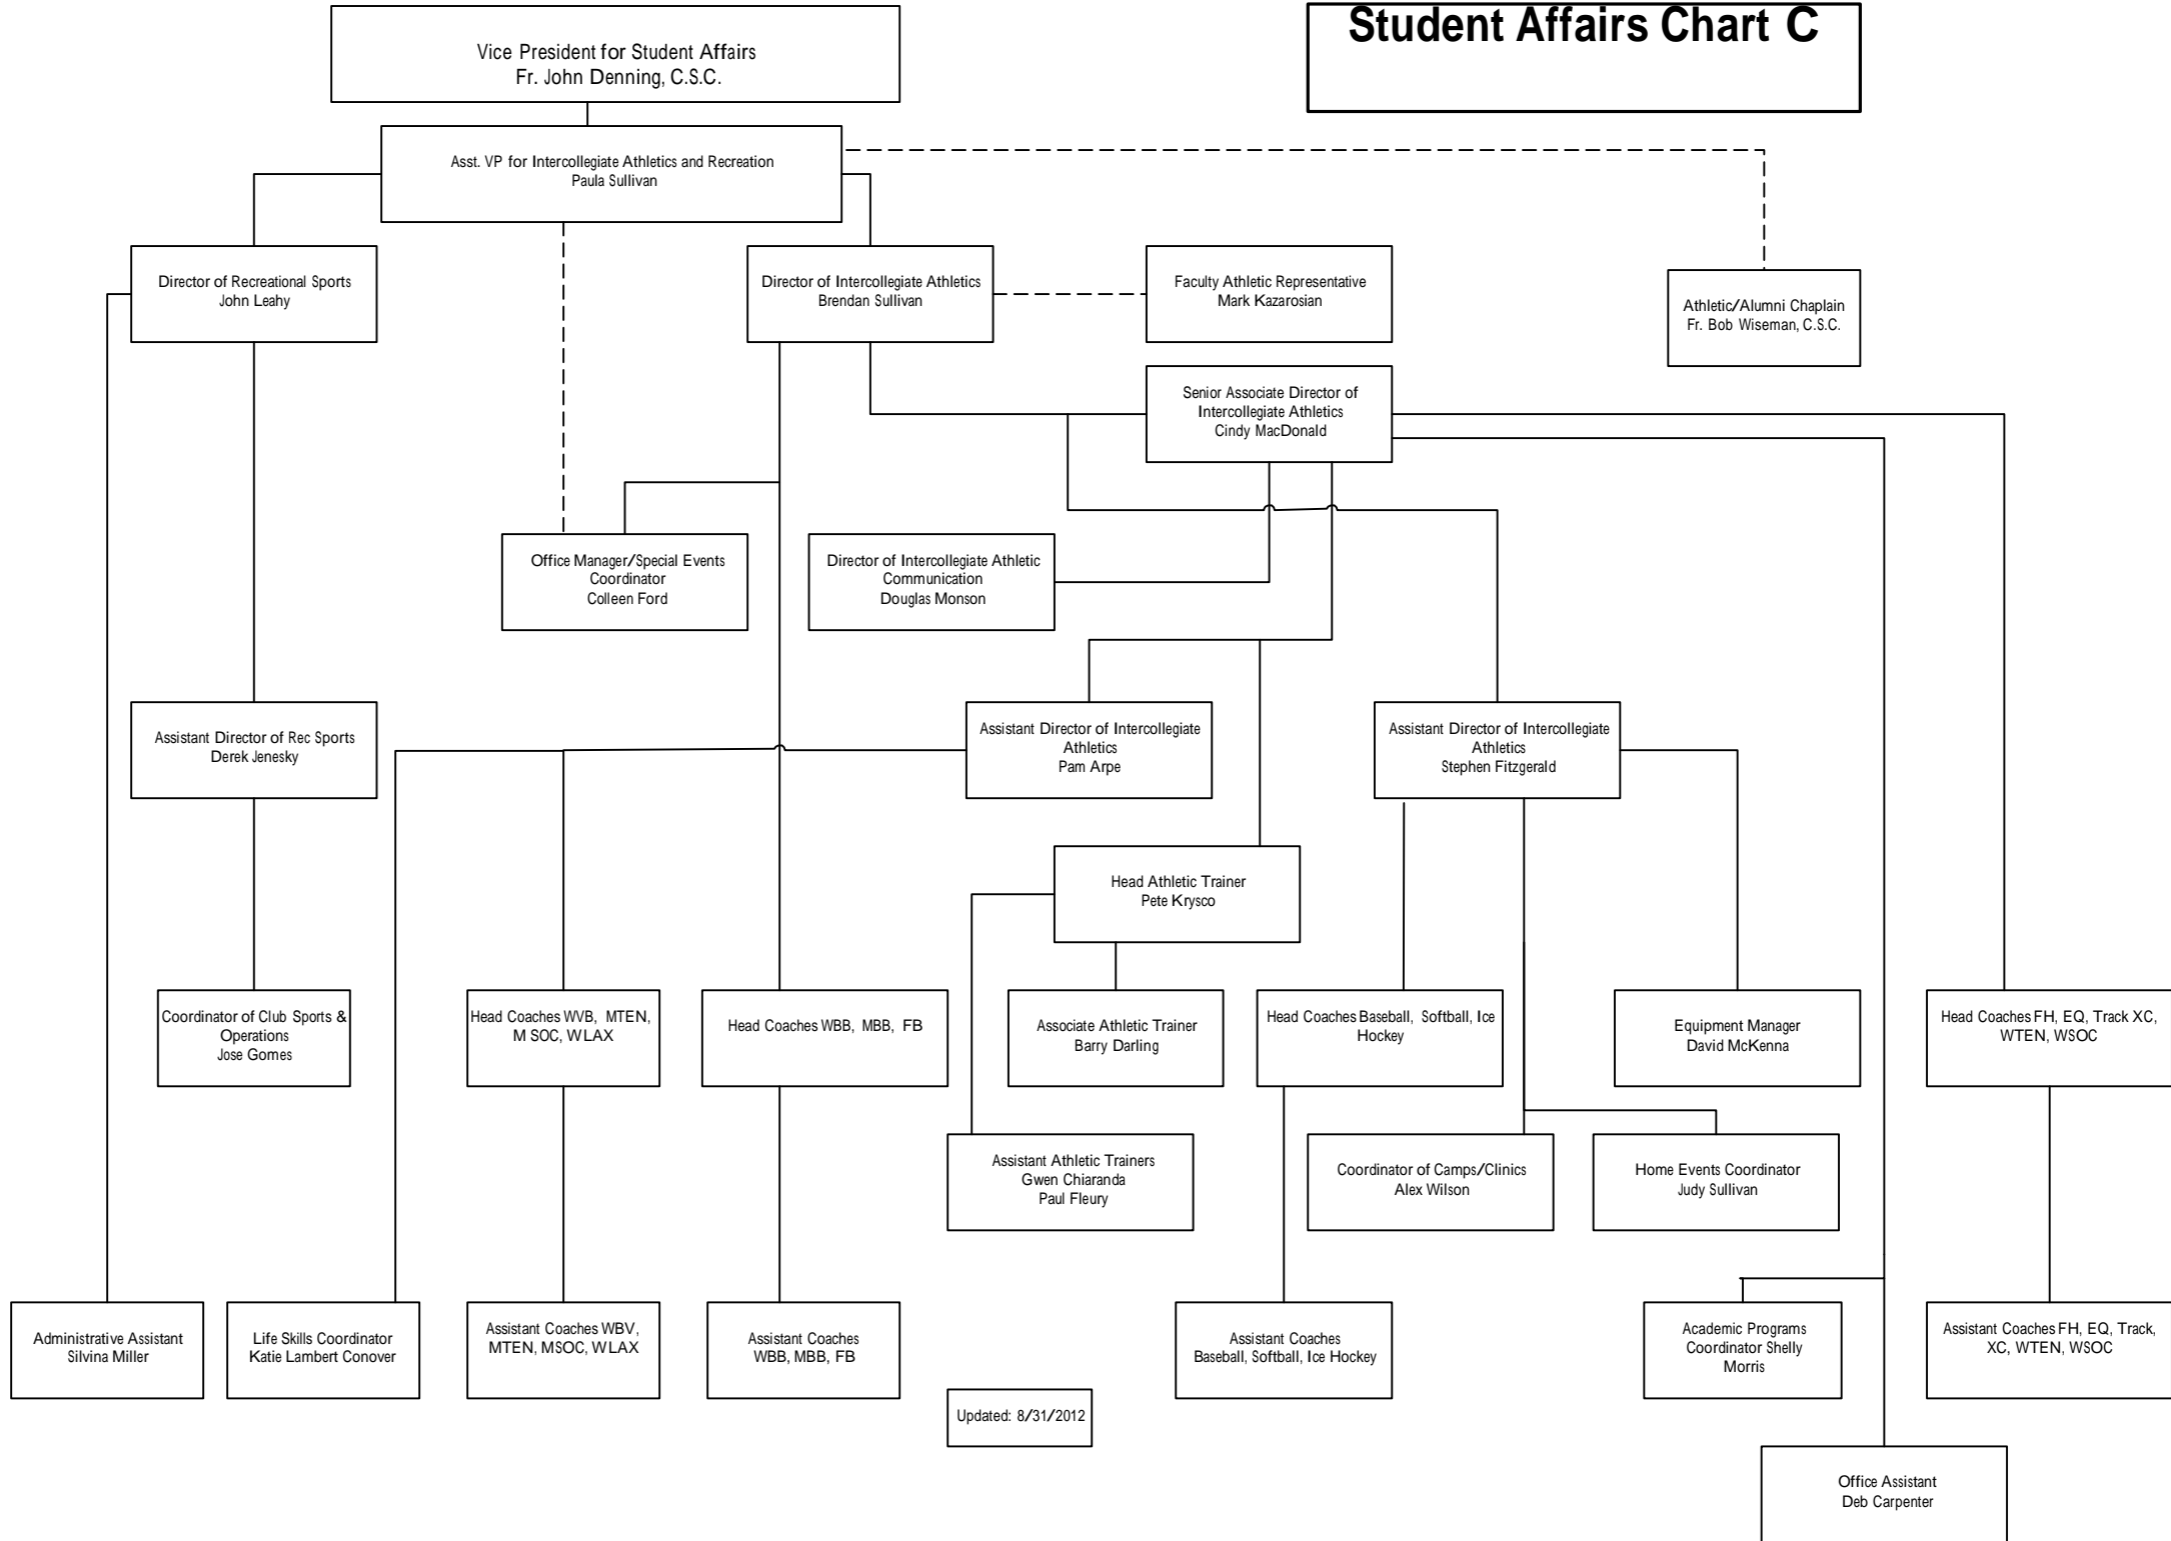 Student Affairs Chart C
Vice President for Student Affairs
Fr. John Denning, C.S.C.
Asst. VP for Intercollegiate Athletics and Recreation
Paula Sullivan
Director of Recreational Sports
John Leahy
Director of Intercollegiate Athletics
Brendan Sullivan
Faculty Athletic Representative
Mark Kazarosian
Athletic/Alumni Chaplain
Fr. Bob Wiseman, C.S.C.
Senior Associate Director of
Intercollegiate Athletics
Cindy MacDonald
Office Manager/Special Events
Coordinator
Colleen Ford
Director of Intercollegiate Athletic
Communication
Douglas Monson
Assistant Director of Rec Sports
Derek Jenesky
Assistant Director of Intercollegiate
Athletics
Pam Arpe
Assistant Director of Intercollegiate
Athletics
Stephen Fitzgerald
Head Athletic Trainer
Pete Krysco
Coordinator of Club Sports &
Operations
Jose Gomes
Head Coaches WVB, MTEN,
M SOC, WLAX
Head Coaches WBB, MBB, FB
Associate Athletic Trainer
Barry Darling
Head Coaches Baseball, Softball, Ice
Hockey
Equipment Manager
David McKenna
Head Coaches FH, EQ, Track XC,
WTEN, WSOC
Assistant Athletic Trainers
Gwen Chiaranda
Paul Fleury
Coordinator of Camps/Clinics
Alex Wilson
Home Events Coordinator
Judy Sullivan
Administrative Assistant
Silvina Miller
Life Skills Coordinator
Katie Lambert Conover
Assistant Coaches WBV,
MTEN, MSOC, WLAX
Assistant Coaches
WBB, MBB, FB
Assistant Coaches
Baseball, Softball, Ice Hockey
Academic Programs
Coordinator Shelly
Morris
Assistant Coaches FH, EQ, Track,
XC, WTEN, WSOC
Updated: 8/31/2012
Office Assistant
Deb Carpenter